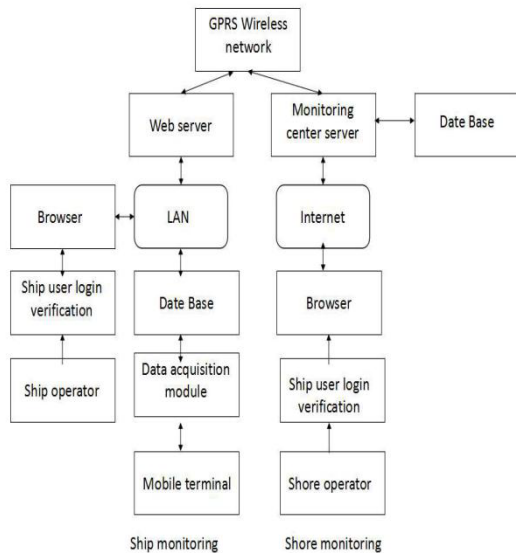 GPRS Wireless
network
Web server
Monitoring
center server
Date Base
Browser
LAN
Internet
Ship user login
verification
Date Base
Browser
Ship operator
Data acquisition
module
Ship user login
verification
Mobile terminal
Shore operator
Ship monitoring
Shore monitoring